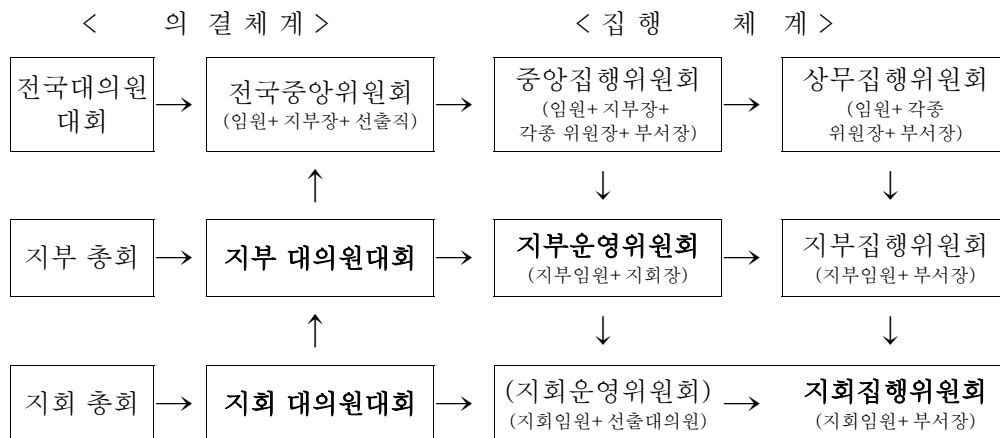 < 의 결 체 계 >
< 집 행 체 계 >
전국대의원
대회
→
전국중앙위원회
(임원+ 지부장+ 선출직)
→
중앙집행위원회
(임원+ 지부장+
각종 위원장+ 부서장)
→
상무집행위원회
(임원+ 각종
위원장+ 부서장)
↑
↓
↓
지부 총회
→
지부 대의원대회
→
지부운영위원회
(지부임원+ 지회장)
→
지부집행위원회
(지부임원+ 부서장)
↑
↓
↓
지회 총회
→
지회 대의원대회
→
(지회운영위원회)
(지회임원+ 선출대의원)
→
지회집행위원회
(지회임원+ 부서장)